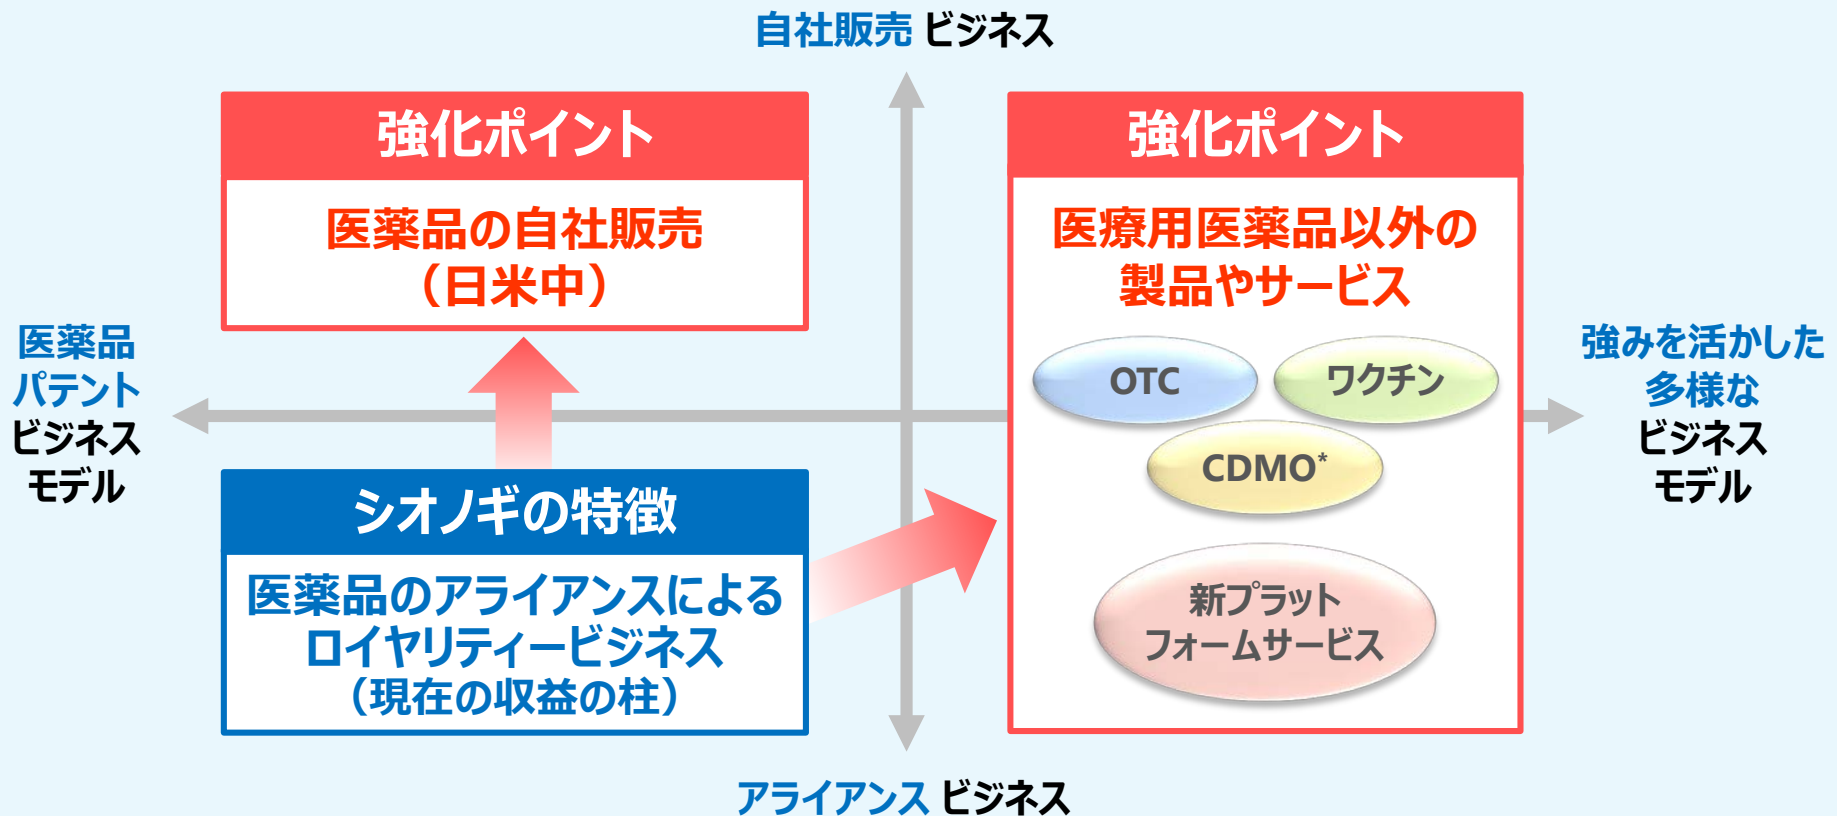 自社販売 ビジネス
強化ポイント
医薬品の自社販売
（日米中）
強化ポイント
医療用医薬品以外の
製品やサービス
OTC
ワクチン
CDMO*
新プラット
フォームサービス
医薬品
パテント
ビジネス
モデル
強みを活かした
多様な
ビジネス
モデル
シオノギの特徴
医薬品のアライアンスによる
ロイヤリティービジネス
（現在の収益の柱）
アライアンス ビジネス